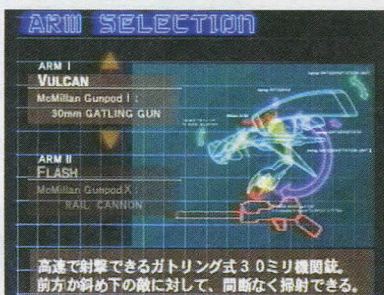 ARM SELECTION
ARM I
VULCAN
McMillan Gunpod I :
30mm GATLING GUN
ARM II
FLASH
McMillan Gunpod X :
RAIL CANNON
高速で射撃できるガトリング式３０ミリ機関銃。
前方か斜め下の敵に対して、間断なく掃射できる。